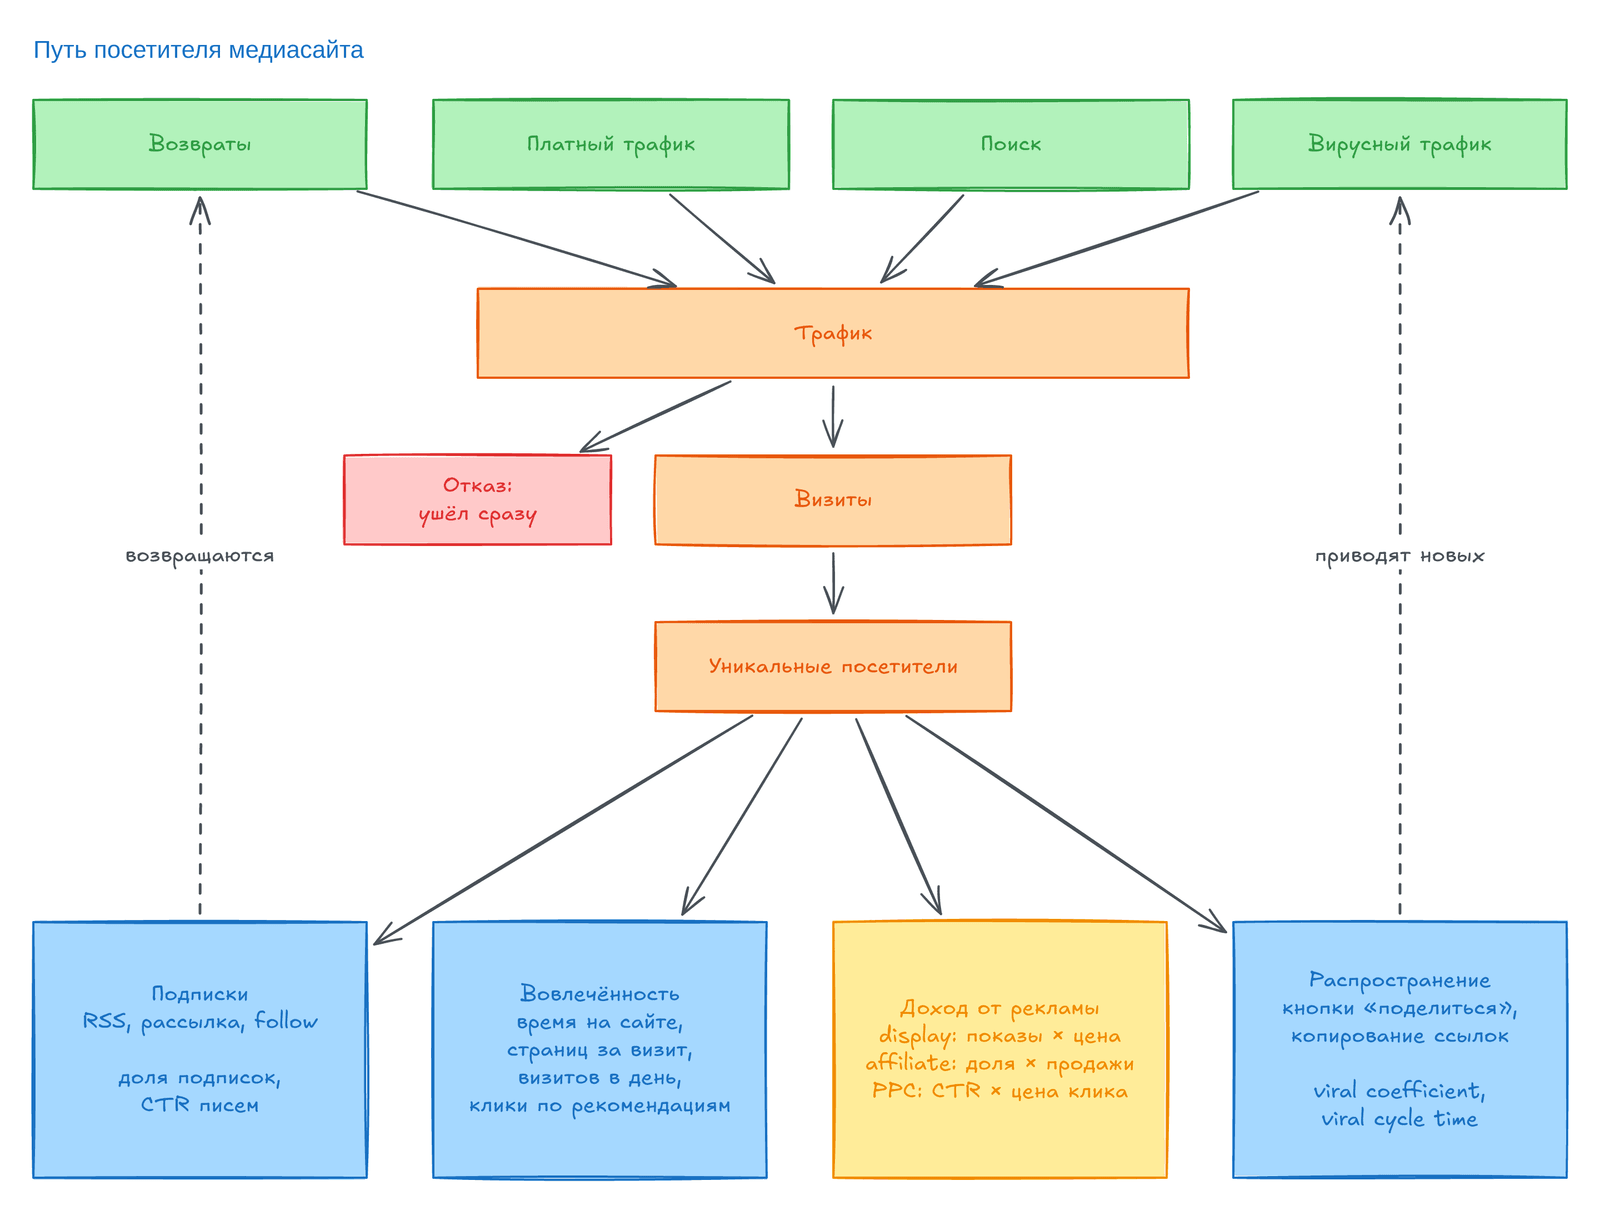 Путь посетителя медиасайта
Возвраты
Платный трафик
Поиск
Вирусный трафик
Трафик
Отказ:
ушёл сразу
Визиты
возвращаются
приводят новых
Уникальные посетители
Подписки
RSS, рассылка, follow
доля подписок,
CTR писем
Вовлечённость
время на сайте,
страниц за визит,
визитов в день,
клики по рекомендациям
Доход от рекламы
display: показы × цена
affiliate: доля × продажи
PPC: CTR × цена клика
Распространение
кнопки «поделиться»,
копирование ссылок
viral coefficient,
viral cycle time